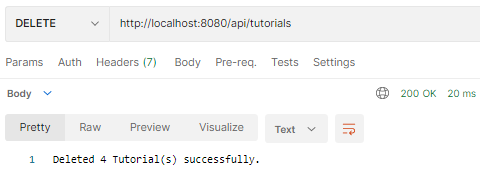 DELETE http://localhost:8080/api/tutorials
Params Auth Headers (7) Body Pre-req. Tests Settings
Body 200 OK 20 ms
Pretty Raw Preview Visualize Text
1 Deleted 4 Tutorial(s) successfully.